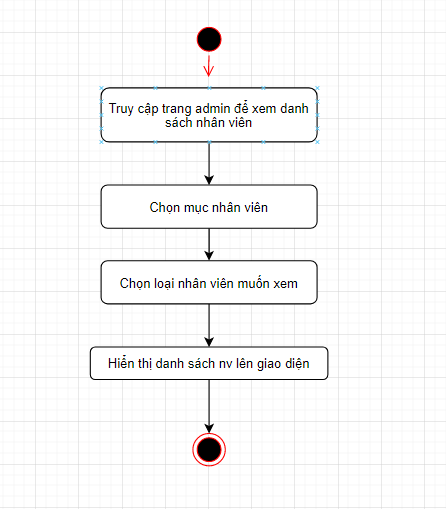 Truy cập trang admin để xem danh
sách nhân viên
Chọn mục nhân viên
Chọn loại nhân viên muốn xem
Hiển thị danh sách nv lên giao diện